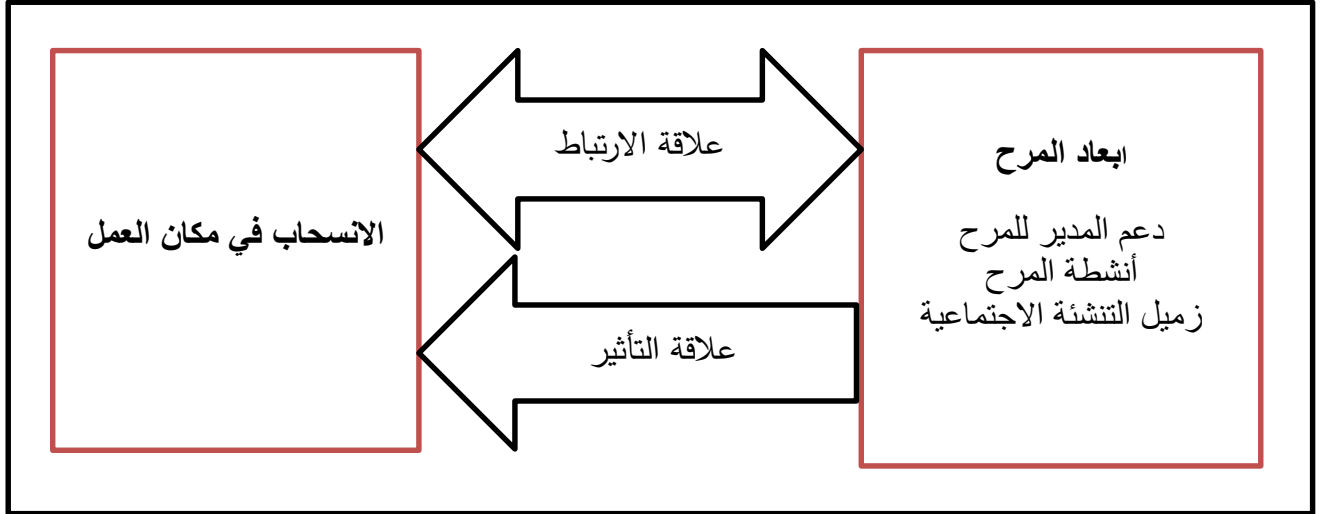 ابعاد المرح
دعم المدير للمرح
أنشطة المرح
زميل التنشئة الاجتماعية
علاقة الارتباط
علاقة التأثير
الانسحاب في مكان العمل